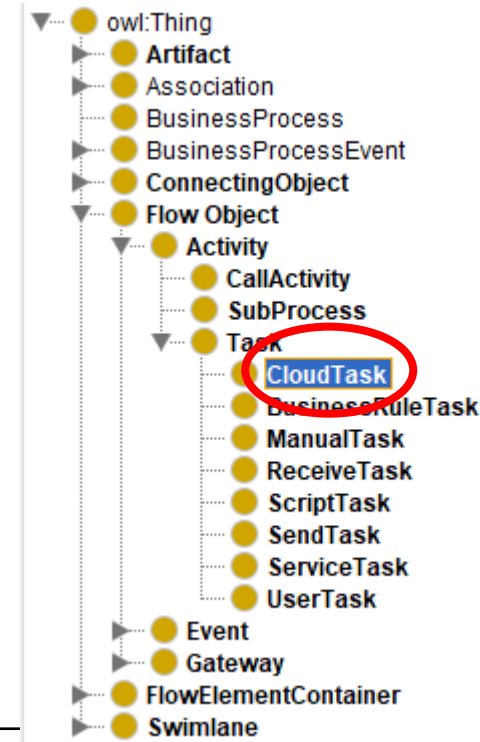 owl:Thing
Artifact
Association
BusinessProcess
BusinessProcessEvent
ConnectingObject
Flow Object
Activity
CallActivity
SubProcess
Task
CloudTask
BusinessRuleTask
ManualTask
ReceiveTask
ScriptTask
SendTask
ServiceTask
UserTask
Event
Gateway
FlowElementContainer
Swimlane